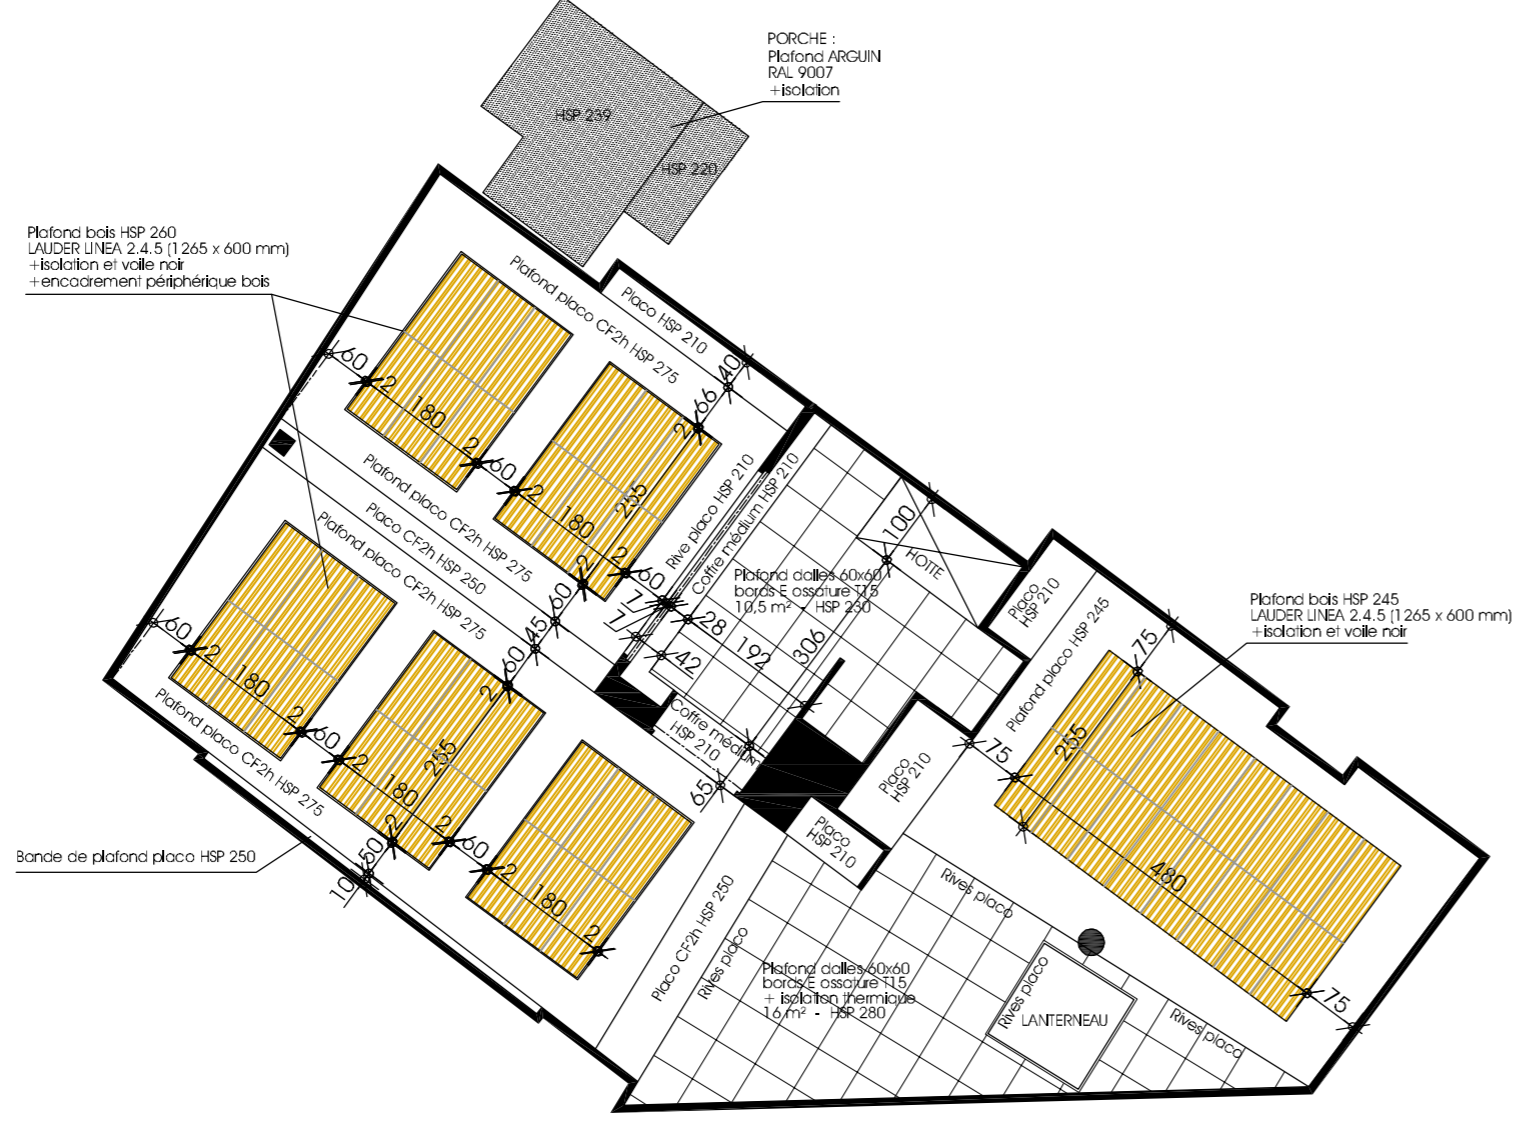 PORCHE :
Plafond ARGUIN
RAL 9007
+isolation
HSP 239
HSP 220
Plafond bois HSP 260
LAUDER LINEA 2.4.5 (1265 x 600 mm)
+isolation et voile noir
+encadrement périphérique bois
Plafond placo CF2h HSP 275
Placo HSP 210
60
2
180
2
60
2
180
2
60
40
66
2
255
2
Plafond placo CF2h HSP 275
Placo CF2h HSP 250
Plafond placo CF2h HSP 275
Rive placo HSP 210
Coffre médium HSP 210
100
HOTTE
Plafond dalles 60x60
bords E ossature T15
10,5 m² - HSP 230
7
7
28
192
306
42
60
45
60
Placo
HSP 210
Plafond placo HSP 245
75
Plafond bois HSP 245
LAUDER LINEA 2.4.5 (1265 x 600 mm)
+isolation et voile noir
60
2
180
2
60
2
180
2
60
2
180
2
2
255
2
50
10
Plafond placo CF2h HSP 275
Bande de plafond placo HSP 250
Coffre médium
HSP 210
65
Placo
HSP 210
Placo
HSP 210
75
255
480
75
Placo CF2h HSP 250
Rives placo
Rives placo
Plafond dalles 60x60
bords E ossature T15
+ isolation thermique
16 m² - HSP 280
Rives placo
LANTERNEAU
Rives placo